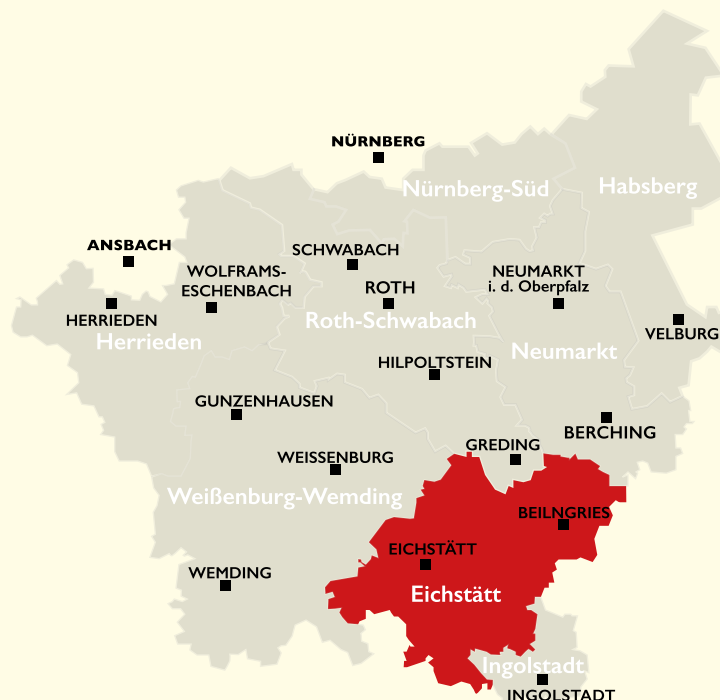 NÜRNBERG
Nürnberg-Süd
Habsberg
ANSBACH
SCHWABACH
WOLFRAMS-
ESCHENBACH
NEUMARKT
i. d. Oberpfalz
ROTH
HERRIEDEN
Roth-Schwabach
VELBURG
Herrieden
Neumarkt
HILPOLTSTEIN
GUNZENHAUSEN
BERCHING
GREDING
WEISSENBURG
Weißenburg-Wemding
BEILNGRIES
EICHSTÄTT
WEMDING
Eichstätt
Ingolstadt
INGOLSTADT